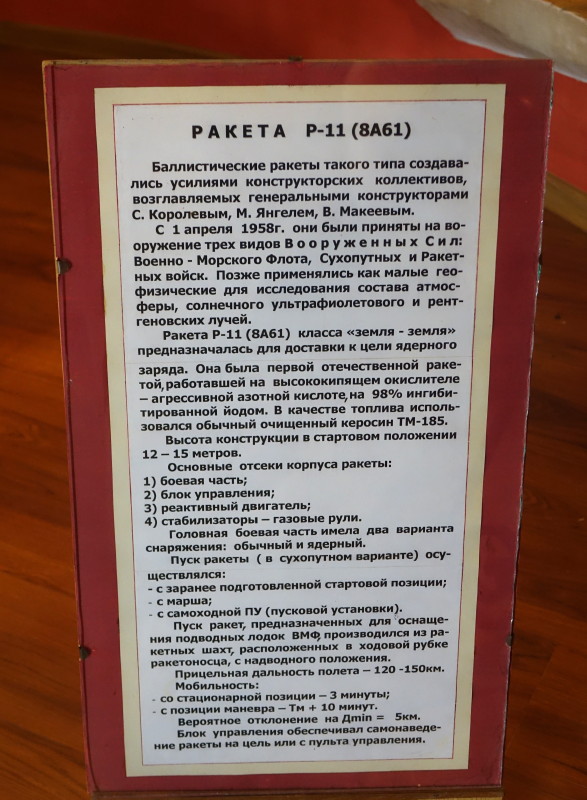 РАКЕТА Р-11 (8А61)
Баллистические ракеты такого типа создава-
лись усилиями конструкторских коллективов,
возглавляемых генеральными конструкторами
С. Королевым, М. Янгелем, В. Макеевым.
С 1 апреля 1958г. они были приняты на во-
оружение трех видов Вооруженных Сил:
Военно - Морского Флота, Сухопутных и Ракет-
ных войск. Позже применялись как малые гео-
физические для исследования состава атмос-
феры, солнечного ультрафиолетового и рент-
геновских лучей.
Ракета Р-11 (8А61) класса «земля - земля»
предназначалась для доставки к цели ядерного
заряда. Она была первой отечественной раке-
той,работавшей на высококипящем окислителе
– агрессивной азотной кислоте,на 98% ингиби-
тированной йодом. В качестве топлива исполь-
зовался обычный очищенный керосин ТМ-185.
Высота конструкции в стартовом положении
12 – 15 метров.
Основные отсеки корпуса ракеты:
1) боевая часть;
2) блок управления;
3) реактивный двигатель;
4) стабилизаторы – газовые рули.
Головная боевая часть имела два варианта
снаряжения: обычный и ядерный.
Пуск ракеты ( в сухопутном варианте) осу-
ществлялся:
- с заранее подготовленной стартовой позиции;
- с марша;
- с самоходной ПУ (пусковой установки).
Пуск ракет, предназначенных для оснаще-
ния подводных лодок ВМФ, производился из ра-
кетных шахт, расположенных в ходовой рубке
ракетоносца, с надводного положения.
Прицельная дальность полета – 120 -150км.
Мобильность:
- со стационарной позиции – 3 минуты;
- с позиции маневра – Тм + 10 минут.
Вероятное отклонение на Дmin = 5км.
Блок управления обеспечивал самонаведе-
ние ракеты на цель или с пульта управления.